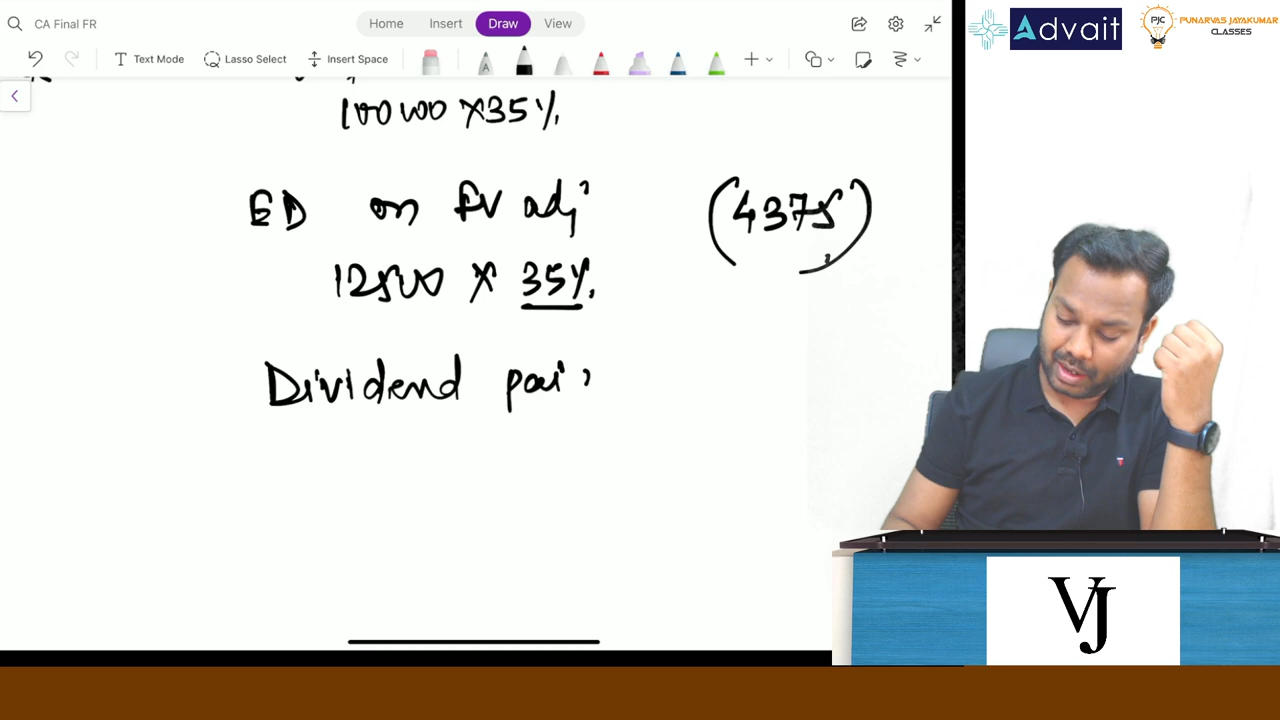 CA Final FR
Home Insert Draw View
Text Mode Lasso Select Insert Space
Advait
PJC PUNARVAS JAYAKUMAR CLASSES
100000 X 35%
ED on FV adj (4375)
12500 X 35%.
Dividend pai
VJ